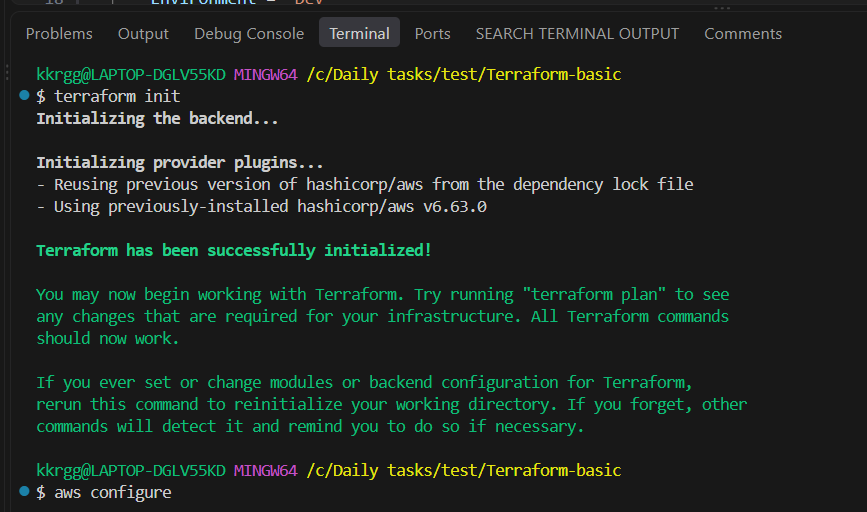 18
Environment = "Dev"
Problems Output Debug Console Terminal Ports SEARCH TERMINAL OUTPUT Comments
kkrgg@LAPTOP-DGLV55KD MINGW64 /c/Daily tasks/test/Terraform-basic
$ terraform init
Initializing the backend...
Initializing provider plugins...
- Reusing previous version of hashicorp/aws from the dependency lock file
- Using previously-installed hashicorp/aws v6.63.0
Terraform has been successfully initialized!
You may now begin working with Terraform. Try running "terraform plan" to see
any changes that are required for your infrastructure. All Terraform commands
should now work.
If you ever set or change modules or backend configuration for Terraform,
rerun this command to reinitialize your working directory. If you forget, other
commands will detect it and remind you to do so if necessary.
kkrgg@LAPTOP-DGLV55KD MINGW64 /c/Daily tasks/test/Terraform-basic
$ aws configure